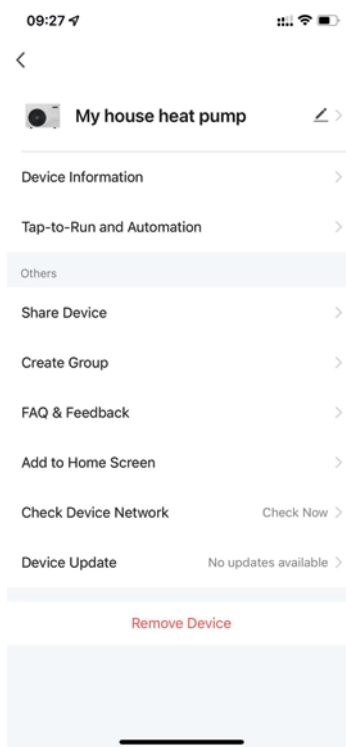 09:27
My house heat pump
Device Information
Tap-to-Run and Automation
Others
Share Device
Create Group
FAQ & Feedback
Add to Home Screen
Check Device Network Check Now
Device Update No updates available
Remove Device